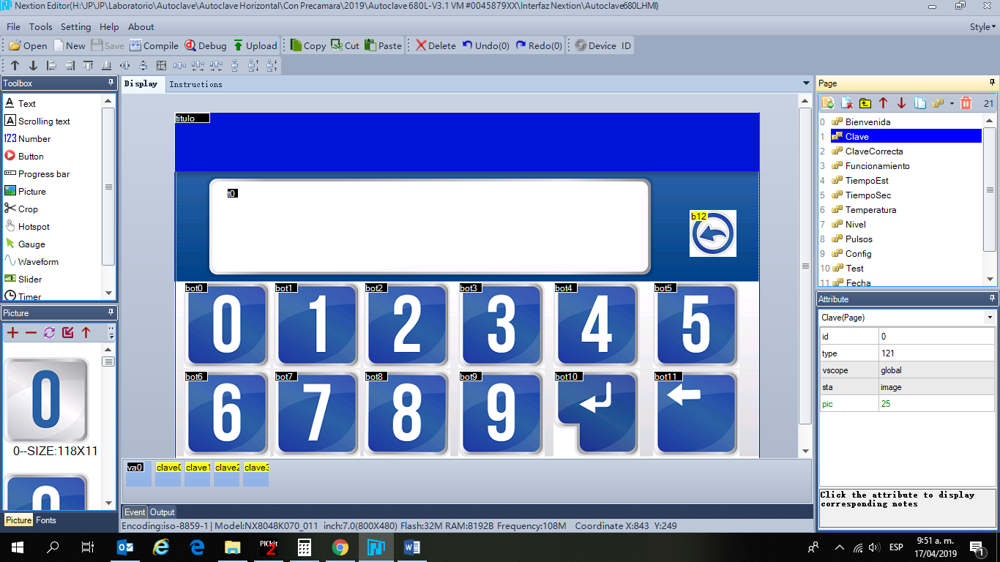 Nextion Editor(H:\JP\JP\Laboratorio\Autoclave\Autoclave Horizontal\Con Precamara\2019\Autoclave 680L-V3.1 VM #0045879XX\Interfaz Nextion\Autoclave680L.HMI)
File Tools Setting Help About Style
Open New Save Compile Debug Upload Copy Cut Paste Delete Undo(0) Redo(0) Device ID
Toolbox
Text
Scrolling text
123 Number
Button
Progress bar
Picture
Crop
Hotspot
Gauge
Waveform
Slider
Timer
Picture
0
0--SIZE:118X11
0
Picture Fonts
Display Instructions
titulo
t0
b12
bot0 bot1 bot2 bot3 bot4 bot5
0 1 2 3 4 5
bot6 bot7 bot8 bot9 bot10 bot11
6 7 8 9
va0 clave0 clave1 clave2 clave3
Event Output
Encoding:iso-8859-1 Model:NX8048K070_011 inch:7.0(800X480) Flash:32M RAM:8192B Frequency:108M Coordinate X:843 Y:249
Page
21
0 Bienvenida
1 Clave
2 ClaveCorrecta
3 Funcionamiento
4 TiempoEst
5 TiempoSec
6 Temperatura
7 Nivel
8 Pulsos
9 Config
10 Test
11 Fecha
Attribute
Clave(Page)
id 0
type 121
vscope global
sta image
pic 25
Click the attribute to display
corresponding notes
PICkit
2
ESP
9:51 a. m.
17/04/2019
1